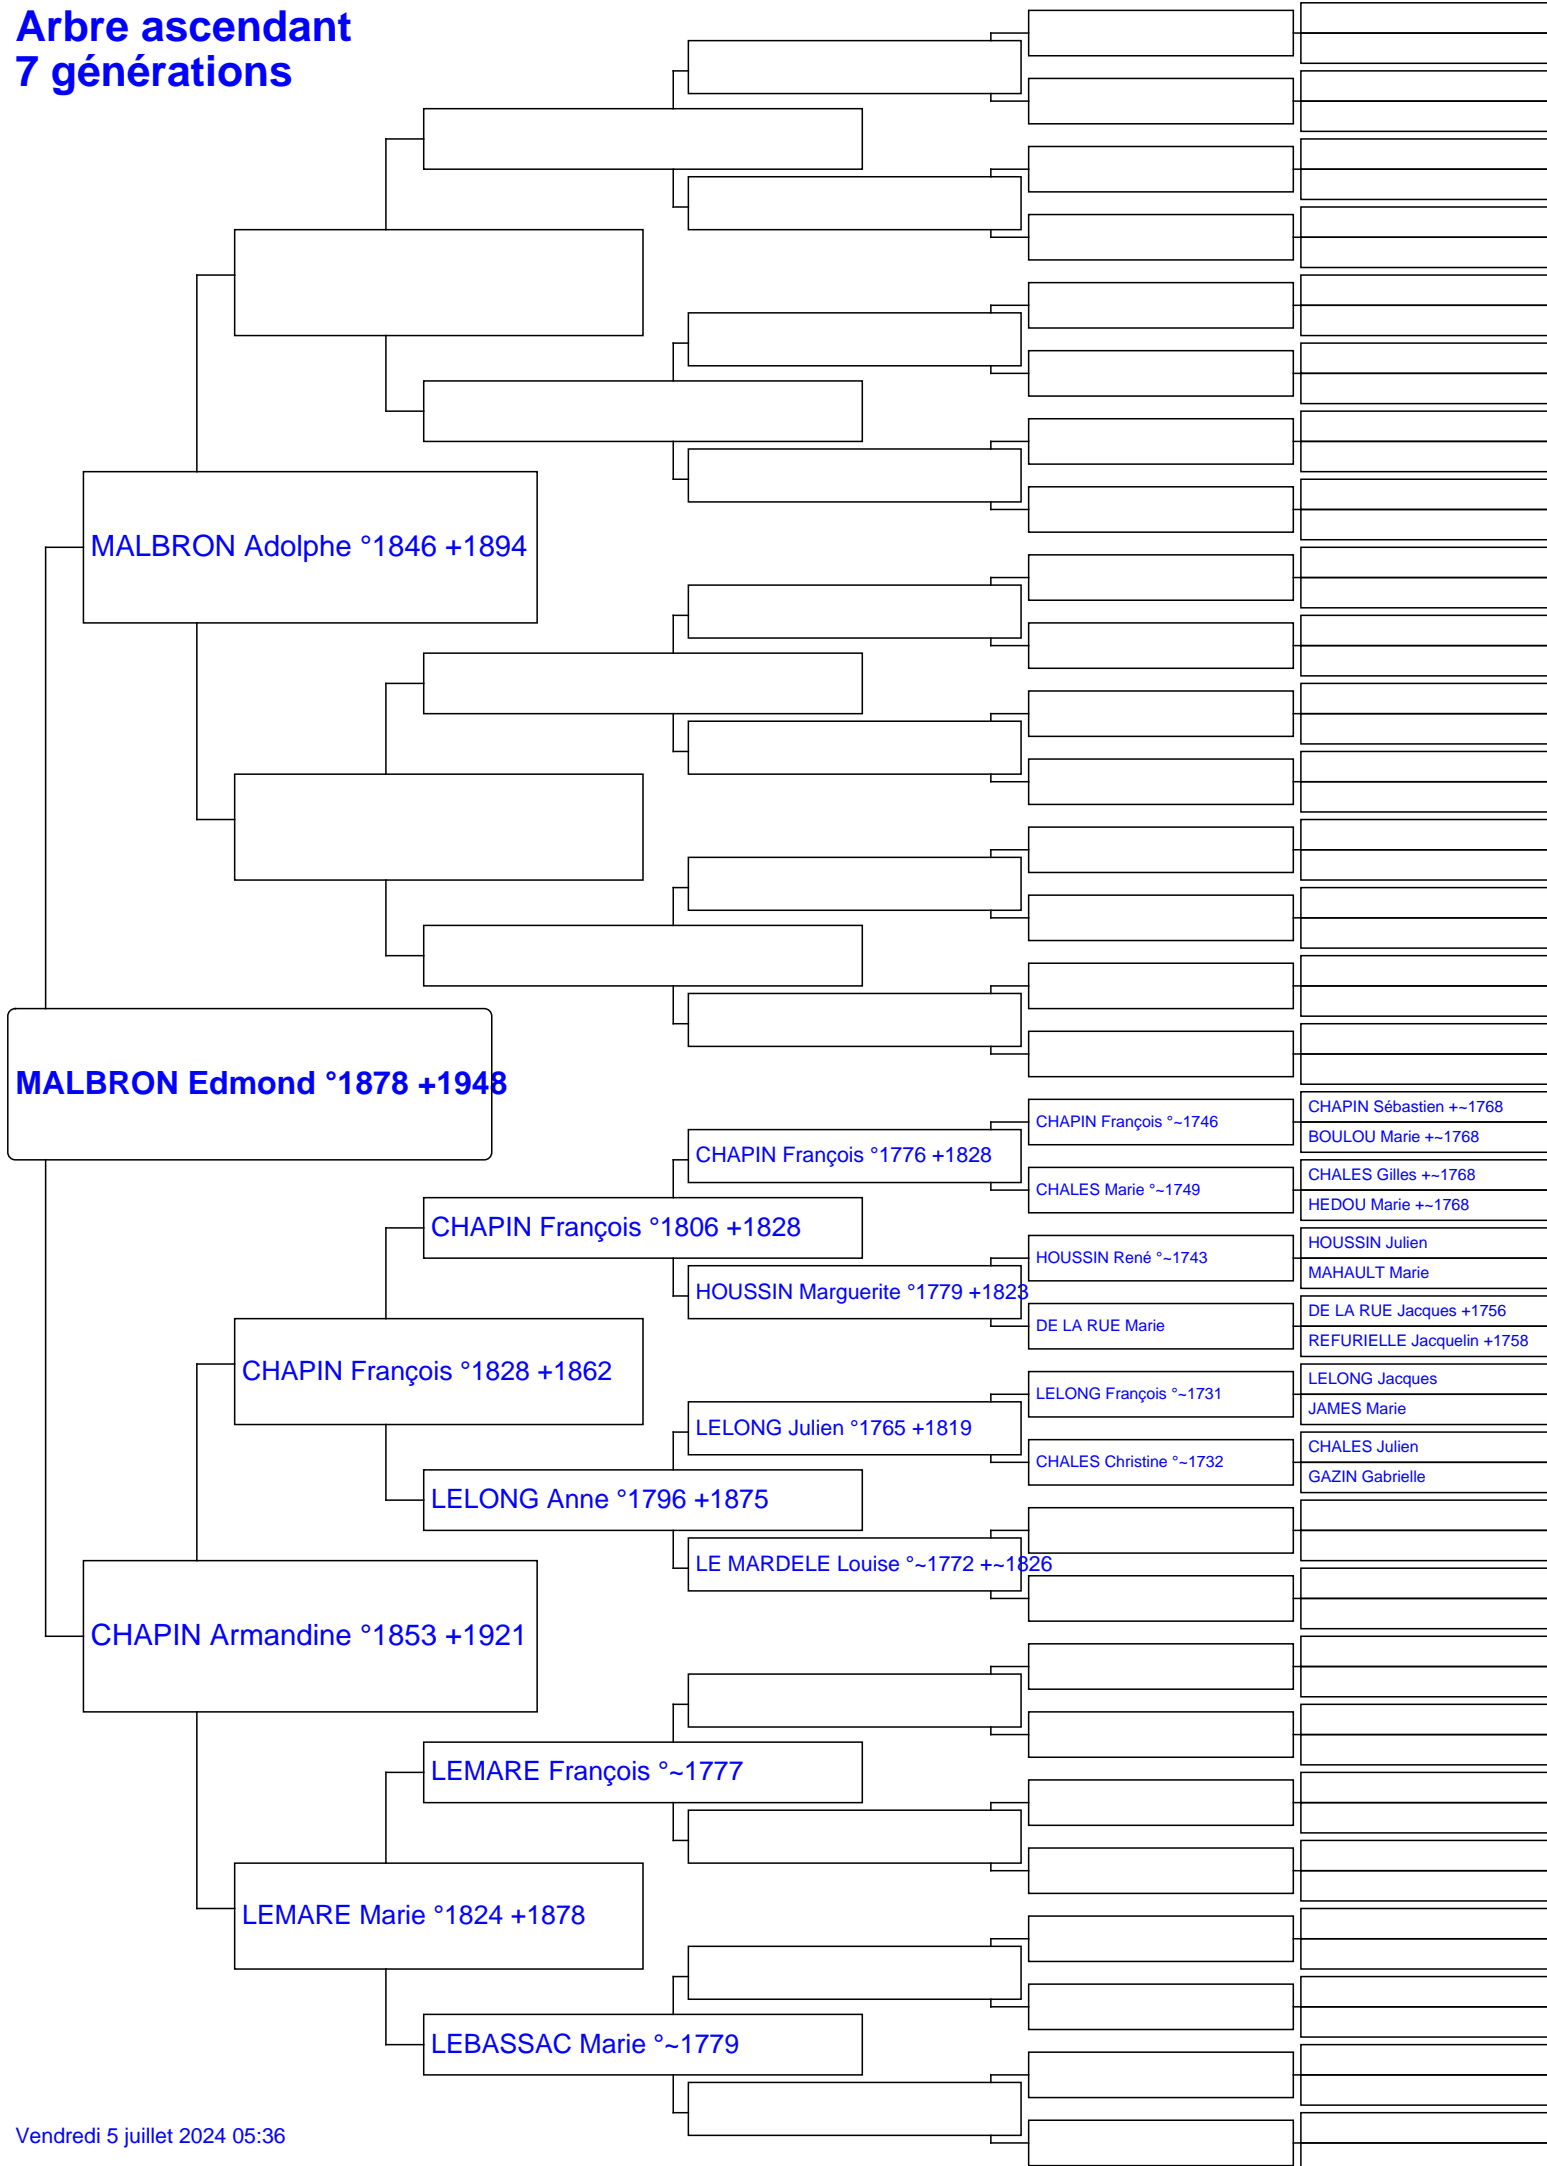 Arbre ascendant
7 générations
MALBRON Adolphe °1846 +1894
MALBRON Edmond °1878 +1948
CHAPIN Sébastien +~1768
CHAPIN François °~1746
BOULOU Marie +~1768
CHAPIN François °1776 +1828
CHALES Gilles +~1768
CHALES Marie °~1749
HEDOU Marie +~1768
CHAPIN François °1806 +1828
HOUSSIN Julien
HOUSSIN René °~1743
MAHAULT Marie
HOUSSIN Marguerite °1779 +1823
DE LA RUE Jacques +1756
DE LA RUE Marie
REFURIELLE Jacquelin +1758
CHAPIN François °1828 +1862
LELONG Jacques
LELONG François °~1731
JAMES Marie
LELONG Julien °1765 +1819
CHALES Julien
CHALES Christine °~1732
GAZIN Gabrielle
LELONG Anne °1796 +1875
LE MARDELE Louise °~1772 +~1826
CHAPIN Armandine °1853 +1921
LEMARE François °~1777
LEMARE Marie °1824 +1878
LEBASSAC Marie °~1779
Vendredi 5 juillet 2024 05:36